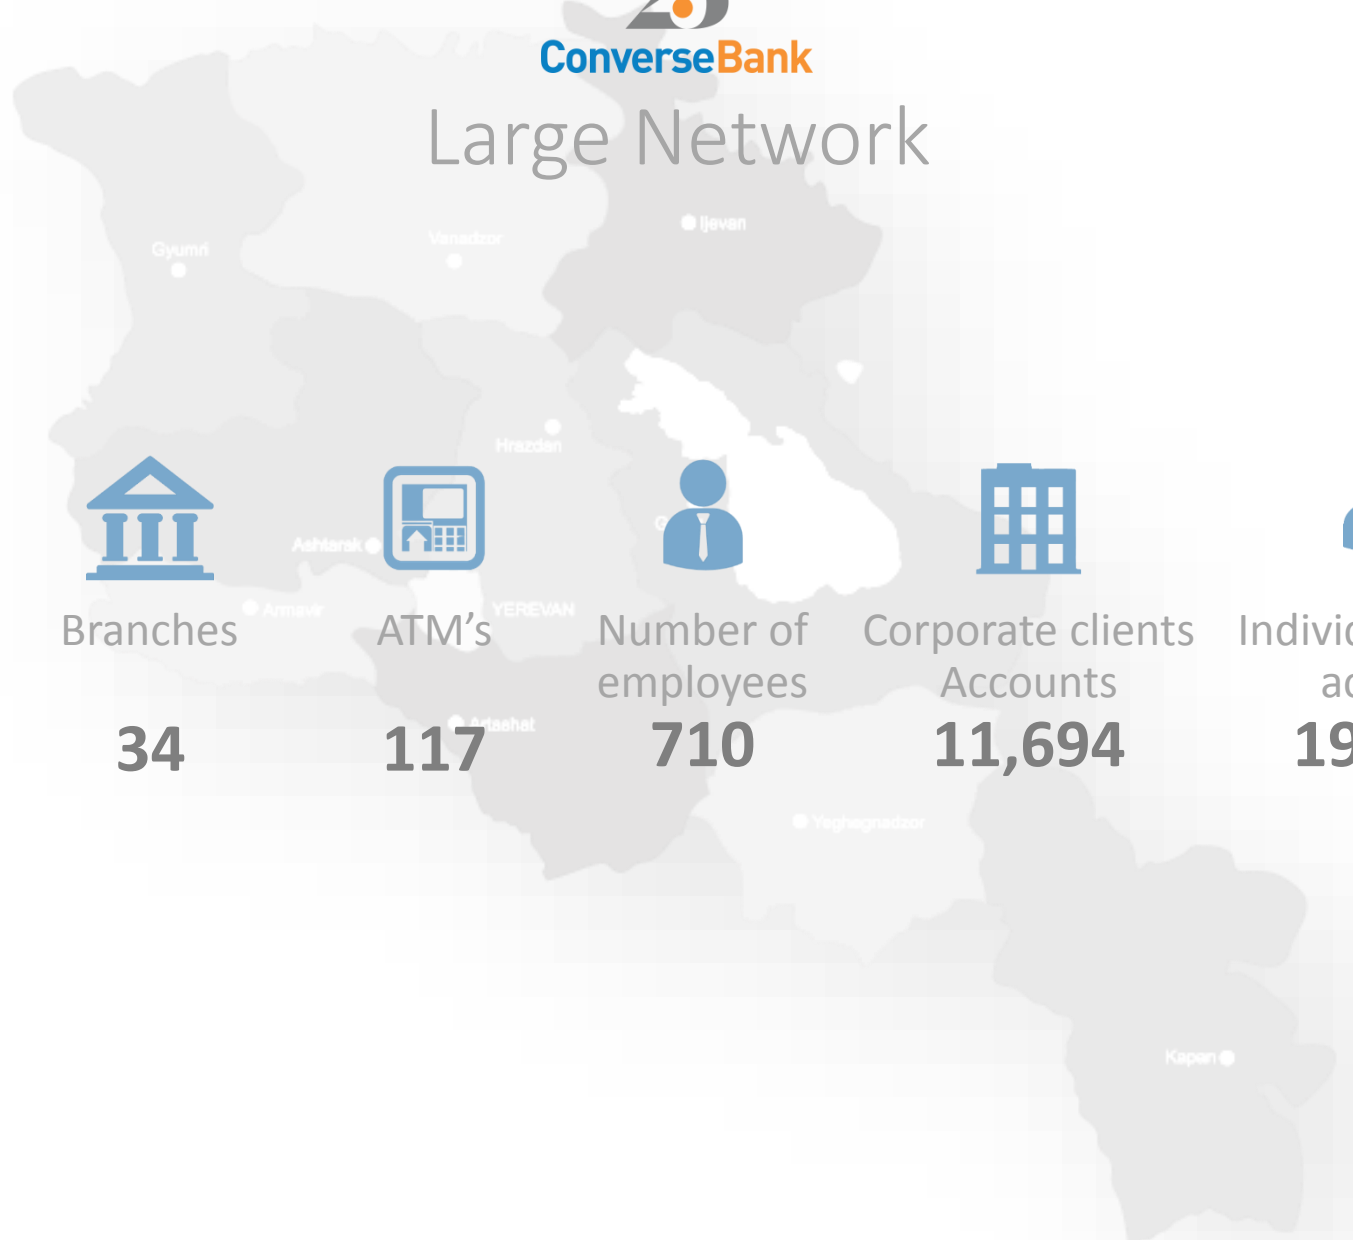 ConverseBank
Large Network
Ijevan
Vanadzor
Gyumri
Hrazdan
Ashtarak
Armavir
YEREVAN
Branches
ATM's
Number of
employees
Corporate clients
Accounts
34
117
710
11,694
19
Artashat
Yeghegnadzor
Kapan